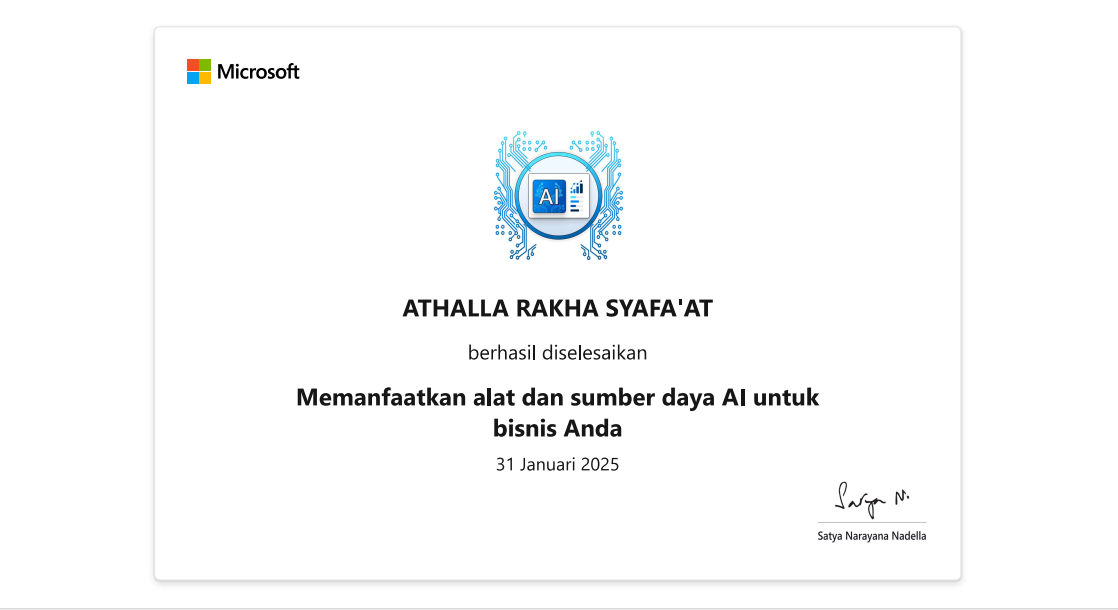 Microsoft
AI
ATHALLA RAKHA SYAFA'AT
berhasil diselesaikan
Memanfaatkan alat dan sumber daya AI untuk
bisnis Anda
31 Januari 2025
Satya N.
Satya Narayana Nadella